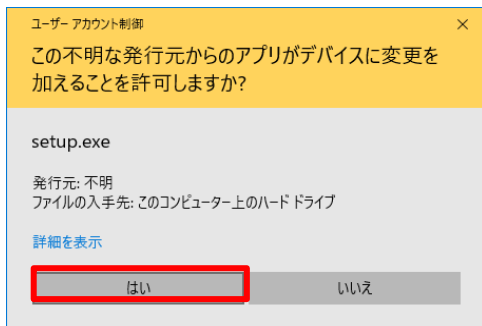 ユーザー アカウント制御
この不明な発行元からのアプリがデバイスに変更を
加えることを許可しますか?
setup.exe
発行元: 不明
ファイルの入手先: このコンピューター上のハード ドライブ
詳細を表示
はい
いいえ